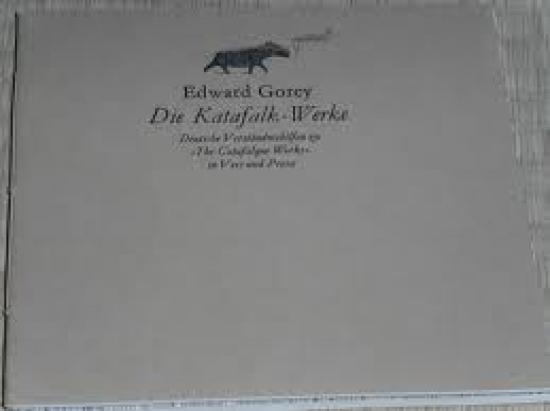 Edward Gorey
Die Katafalk-Werke
Deutsche Verständnishilfen zu
»The Catafalque Works«
in Vers und Prosa